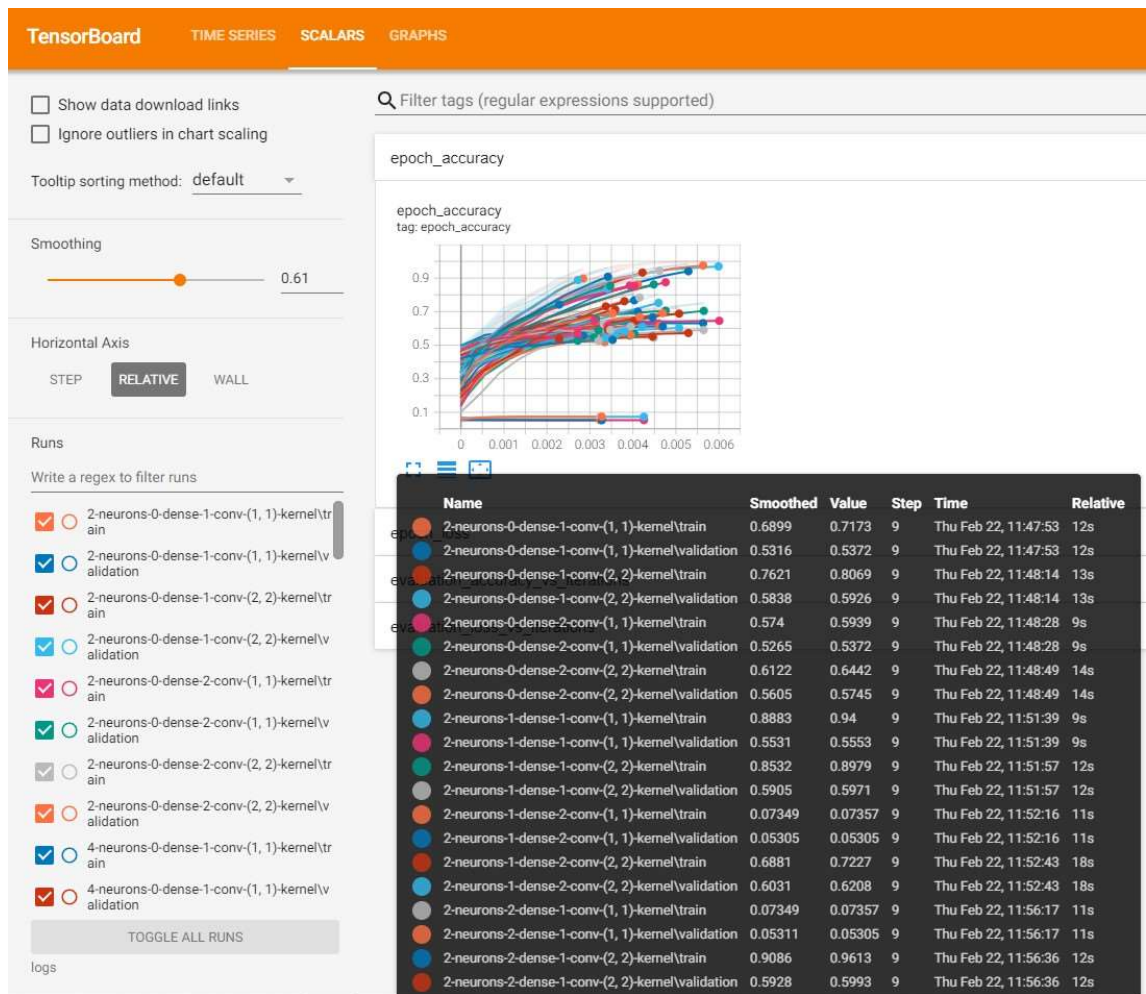 TensorBoard TIME SERIES SCALARS GRAPHS
Show data download links
Ignore outliers in chart scaling
Tooltip sorting method: default
Smoothing
0.61
Horizontal Axis
STEP RELATIVE WALL
Runs
Write a regex to filter runs
2-neurons-0-dense-1-conv-(1, 1)-kernel\tr
ain
2-neurons-0-dense-1-conv-(1, 1)-kernel\v
alidation
2-neurons-0-dense-1-conv-(2, 2)-kernel\tr
ain
2-neurons-0-dense-1-conv-(2, 2)-kernel\v
alidation
2-neurons-0-dense-2-conv-(1, 1)-kernel\tr
ain
2-neurons-0-dense-2-conv-(1, 1)-kernel\v
alidation
2-neurons-0-dense-2-conv-(2, 2)-kernel\tr
ain
2-neurons-0-dense-2-conv-(2, 2)-kernel\v
alidation
4-neurons-0-dense-1-conv-(1, 1)-kernel\tr
ain
4-neurons-0-dense-1-conv-(1, 1)-kernel\v
alidation
TOGGLE ALL RUNS
logs
Filter tags (regular expressions supported)
epoch_accuracy
epoch_accuracy
tag: epoch_accuracy
0.9
0.7
0.5
0.3
0.1
0 0.001 0.002 0.003 0.004 0.005 0.006
epoch_loss
evaluation_accuracy_vs_iterations
evaluation_loss_vs_iterations
Name Smoothed Value Step Time Relative
2-neurons-0-dense-1-conv-(1, 1)-kernel\train 0.6899 0.7173 9 Thu Feb 22, 11:47:53 12s
2-neurons-0-dense-1-conv-(1, 1)-kernel\validation 0.5316 0.5372 9 Thu Feb 22, 11:47:53 12s
2-neurons-0-dense-1-conv-(2, 2)-kernel\train 0.7621 0.8069 9 Thu Feb 22, 11:48:14 13s
2-neurons-0-dense-1-conv-(2, 2)-kernel\validation 0.5838 0.5926 9 Thu Feb 22, 11:48:14 13s
2-neurons-0-dense-2-conv-(1, 1)-kernel\train 0.574 0.5939 9 Thu Feb 22, 11:48:28 9s
2-neurons-0-dense-2-conv-(1, 1)-kernel\validation 0.5265 0.5372 9 Thu Feb 22, 11:48:28 9s
2-neurons-0-dense-2-conv-(2, 2)-kernel\train 0.6122 0.6442 9 Thu Feb 22, 11:48:49 14s
2-neurons-0-dense-2-conv-(2, 2)-kernel\validation 0.5605 0.5745 9 Thu Feb 22, 11:48:49 14s
2-neurons-1-dense-1-conv-(1, 1)-kernel\train 0.8883 0.94 9 Thu Feb 22, 11:51:39 9s
2-neurons-1-dense-1-conv-(1, 1)-kernel\validation 0.5531 0.5553 9 Thu Feb 22, 11:51:39 9s
2-neurons-1-dense-1-conv-(2, 2)-kernel\train 0.8532 0.8979 9 Thu Feb 22, 11:51:57 12s
2-neurons-1-dense-1-conv-(2, 2)-kernel\validation 0.5905 0.5971 9 Thu Feb 22, 11:51:57 12s
2-neurons-1-dense-2-conv-(1, 1)-kernel\train 0.07349 0.07357 9 Thu Feb 22, 11:52:16 11s
2-neurons-1-dense-2-conv-(1, 1)-kernel\validation 0.05305 0.05305 9 Thu Feb 22, 11:52:16 11s
2-neurons-1-dense-2-conv-(2, 2)-kernel\train 0.6881 0.7227 9 Thu Feb 22, 11:52:43 18s
2-neurons-1-dense-2-conv-(2, 2)-kernel\validation 0.6031 0.6208 9 Thu Feb 22, 11:52:43 18s
2-neurons-2-dense-1-conv-(1, 1)-kernel\train 0.07349 0.07357 9 Thu Feb 22, 11:56:17 11s
2-neurons-2-dense-1-conv-(1, 1)-kernel\validation 0.05311 0.05305 9 Thu Feb 22, 11:56:17 11s
2-neurons-2-dense-1-conv-(2, 2)-kernel\train 0.9086 0.9613 9 Thu Feb 22, 11:56:36 12s
2-neurons-2-dense-1-conv-(2, 2)-kernel\validation 0.5928 0.5993 9 Thu Feb 22, 11:56:36 12s